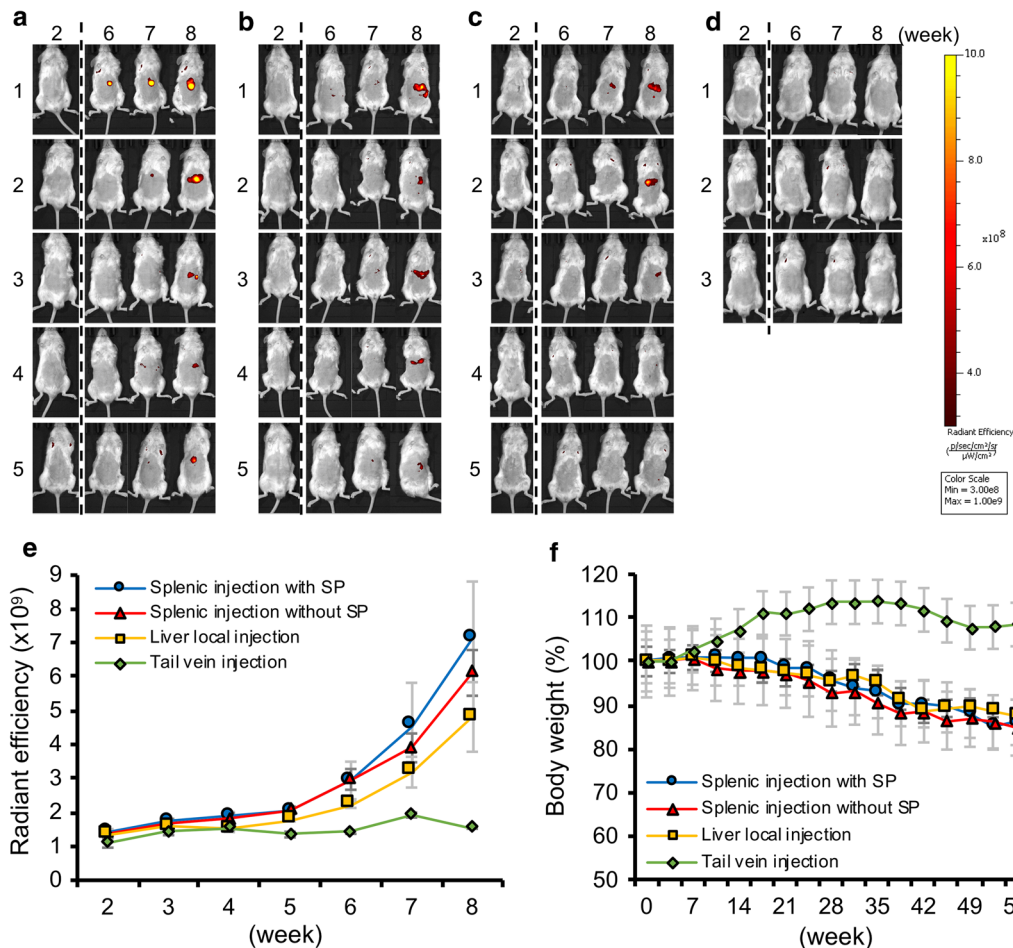 a
b
c
d
2 6 7 8
2 6 7 8
2 6 7 8
2 6 7 8 (week)
1
2
3
4
5
1
2
3
4
5
1
2
3
4
5
1
2
3
10.0
8.0
x10⁸
6.0
4.0
Radiant Efficiency
(p/sec/cm²/sr
µW/cm²)
Color Scale
Min = 3.00e8
Max = 1.00e9
e
Radiant efficiency (x10⁹)
9
8
7
6
5
4
3
2
1
0
Splenic injection with SP
Splenic injection without SP
Liver local injection
Tail vein injection
2 3 4 5 6 7 8
(week)
f
Body weight (%)
120
110
100
90
80
70
60
50
Splenic injection with SP
Splenic injection without SP
Liver local injection
Tail vein injection
0 7 14 21 28 35 42 49 5
(week)